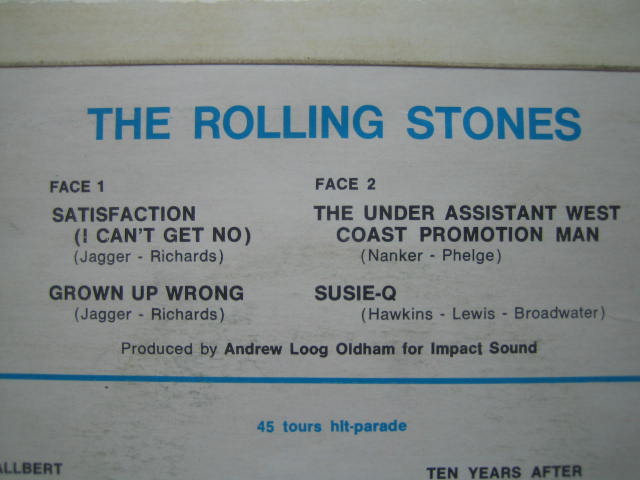 THE ROLLING STONES
FACE 1
SATISFACTION
(I CAN'T GET NO)
(Jagger - Richards)
GROWN UP WRONG
(Jagger - Richards)
FACE 2
THE UNDER ASSISTANT WEST
COAST PROMOTION MAN
(Nanker - Phelge)
SUSIE-Q
(Hawkins - Lewis - Broadwater)
Produced by Andrew Loog Oldham for Impact Sound
45 tours hit-parade
ALLBERT
TEN YEARS AFTER